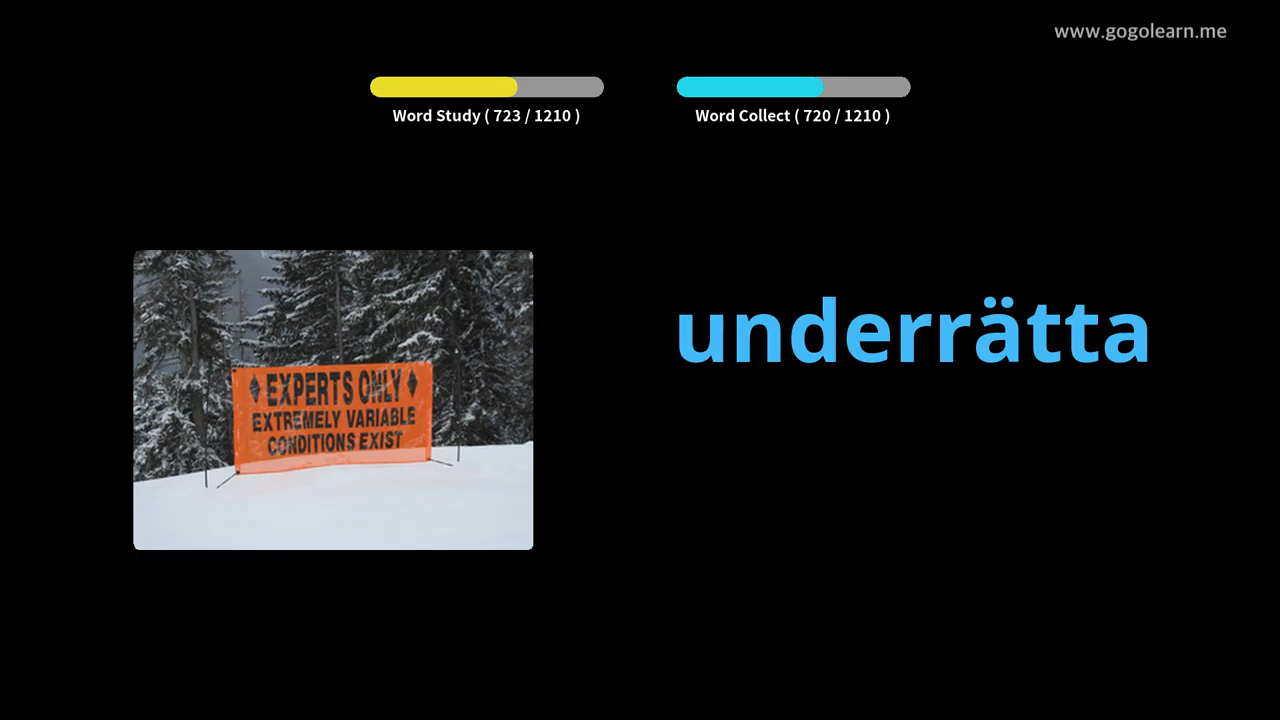 www.gogolearn.me
Word Study ( 723 / 1210 )
Word Collect ( 720 / 1210 )
underrätta
EXPERTS ONLY
EXTREMELY VARIABLE
CONDITIONS EXIST